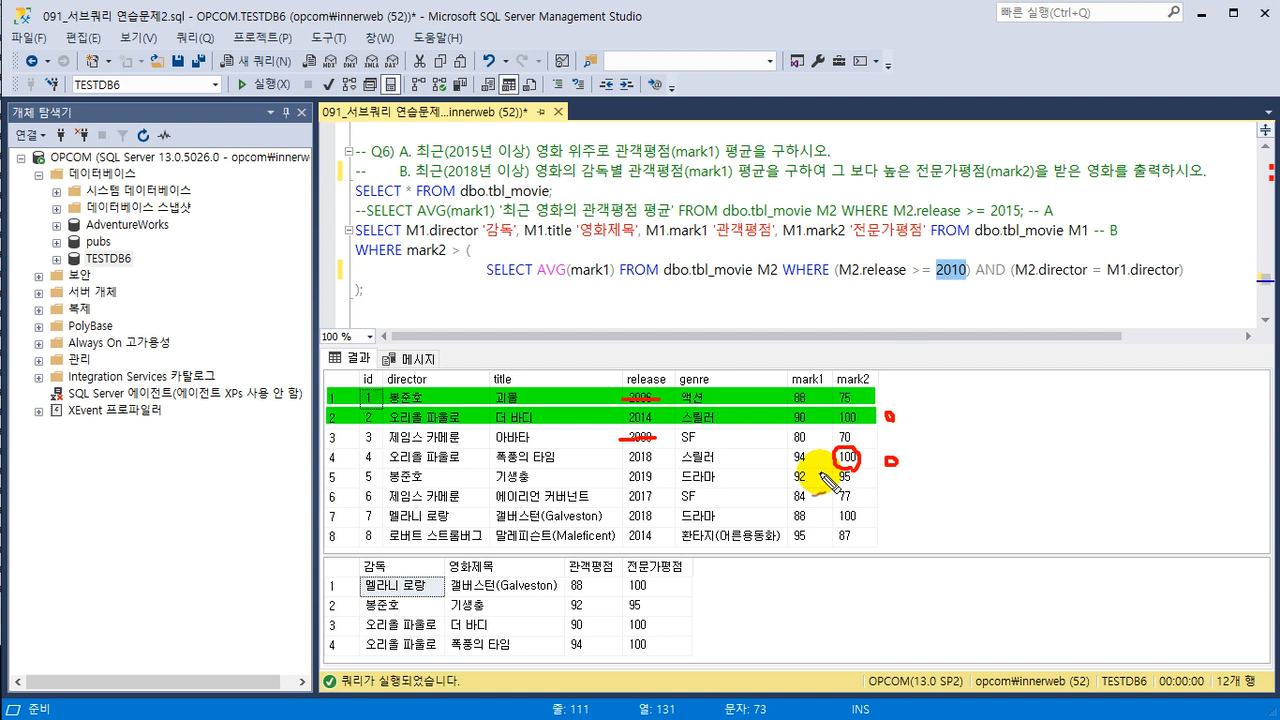 091_서브쿼리 연습문제2.sql - OPCOM.TESTDB6 (opcom\innerweb (52))* - Microsoft SQL Server Management Studio
빠른 실행(Ctrl+Q)
파일(F) 편집(E) 보기(V) 쿼리(Q) 프로젝트(P) 도구(T) 창(W) 도움말(H)
새 쿼리(N)
TESTDB6 실행(X)
개체 탐색기
연결
OPCOM (SQL Server 13.0.5026.0 - opcom\innerw
데이터베이스
시스템 데이터베이스
데이터베이스 스냅샷
AdventureWorks
pubs
TESTDB6
보안
서버 개체
복제
PolyBase
Always On 고가용성
관리
Integration Services 카탈로그
SQL Server 에이전트(에이전트 XPs 사용 안 함)
XEvent 프로파일러
091_서브쿼리 연습문제...innerweb (52))*
-- Q6) A. 최근(2015년 이상) 영화 위주로 관객평점(mark1) 평균을 구하시오.
B. 최근(2018년 이상) 영화의 감독별 관객평점(mark1) 평균을 구하여 그 보다 높은 전문가평점(mark2)을 받은 영화를 출력하시오.
SELECT * FROM dbo.tbl_movie;
--SELECT AVG(mark1) '최근 영화의 관객평점 평균' FROM dbo.tbl_movie M2 WHERE M2.release >= 2015; -- A
SELECT M1.director '감독', M1.title '영화제목', M1.mark1 '관객평점', M1.mark2 '전문가평점' FROM dbo.tbl_movie M1 -- B
WHERE mark2 > (
SELECT AVG(mark1) FROM dbo.tbl_movie M2 WHERE (M2.release >= 2010) AND (M2.director = M1.director)
);
100 %
결과 메시지
id director title release genre mark1 mark2
1 1 봉준호 괴물 2006 액션 88 75
2 2 오리올 파울로 더 바디 2014 스릴러 90 100
3 3 제임스 카메룬 아바타 2009 SF 80 70
4 4 오리올 파울로 폭풍의 타임 2018 스릴러 94 100
5 5 봉준호 기생충 2019 드라마 92 95
6 6 제임스 카메룬 에이리언 커버넌트 2017 SF 84 77
7 7 멜라니 로랑 갤버스턴(Galveston) 2018 드라마 88 100
8 8 로버트 스트롬버그 말레피슨트(Maleficent) 2014 판타지(어른용동화) 95 87
감독 영화제목 관객평점 전문가평점
1 멜라니 로랑 갤버스턴(Galveston) 88 100
2 봉준호 기생충 92 95
3 오리올 파울로 더 바디 90 100
4 오리올 파울로 폭풍의 타임 94 100
쿼리가 실행되었습니다. OPCOM(13.0 SP2) opcom\innerweb (52) TESTDB6 00:00:00 12개 행
준비 줄: 111 열: 131 문자: 73 INS